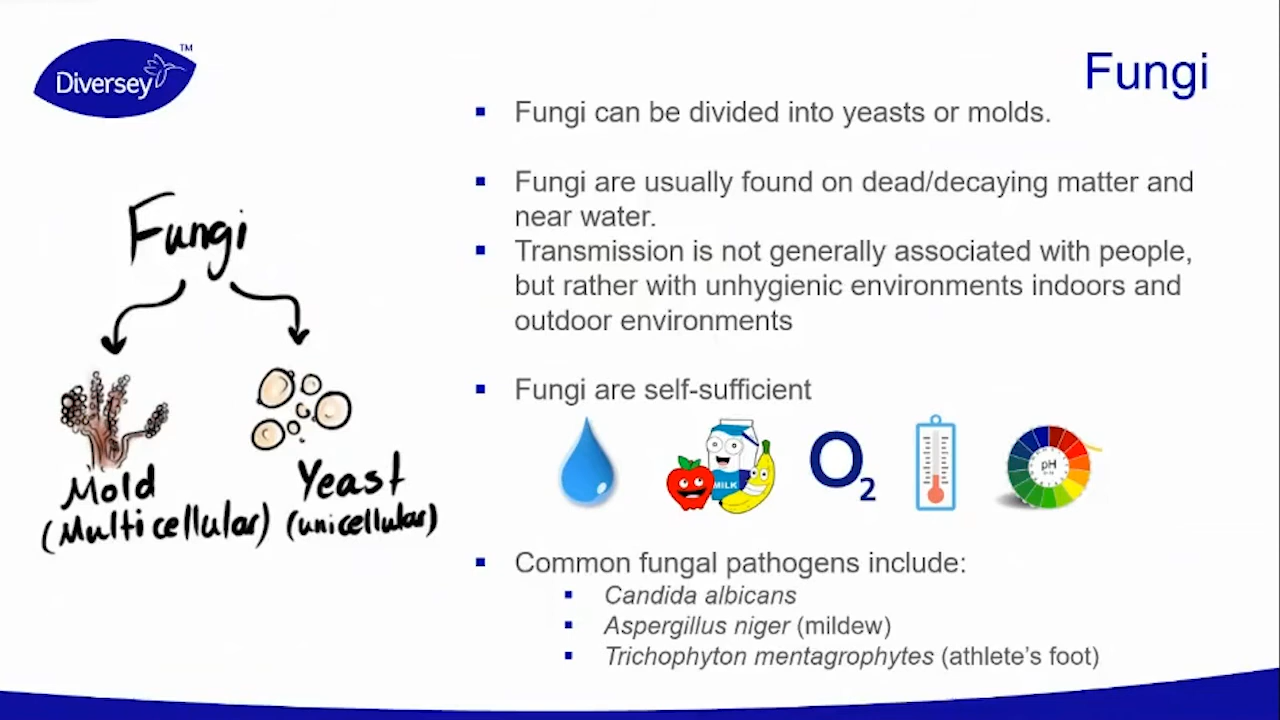 Diversey™
Fungi
Fungi can be divided into yeasts or molds.
Fungi are usually found on dead/decaying matter and
near water.
Transmission is not generally associated with people,
but rather with unhygienic environments indoors and
outdoor environments
Fungi are self-sufficient
MILK
O2
pH
Common fungal pathogens include:
Candida albicans
Aspergillus niger (mildew)
Trichophyton mentagrophytes (athlete's foot)
Fungi
Mold
(Multicellular)
Yeast
(unicellular)